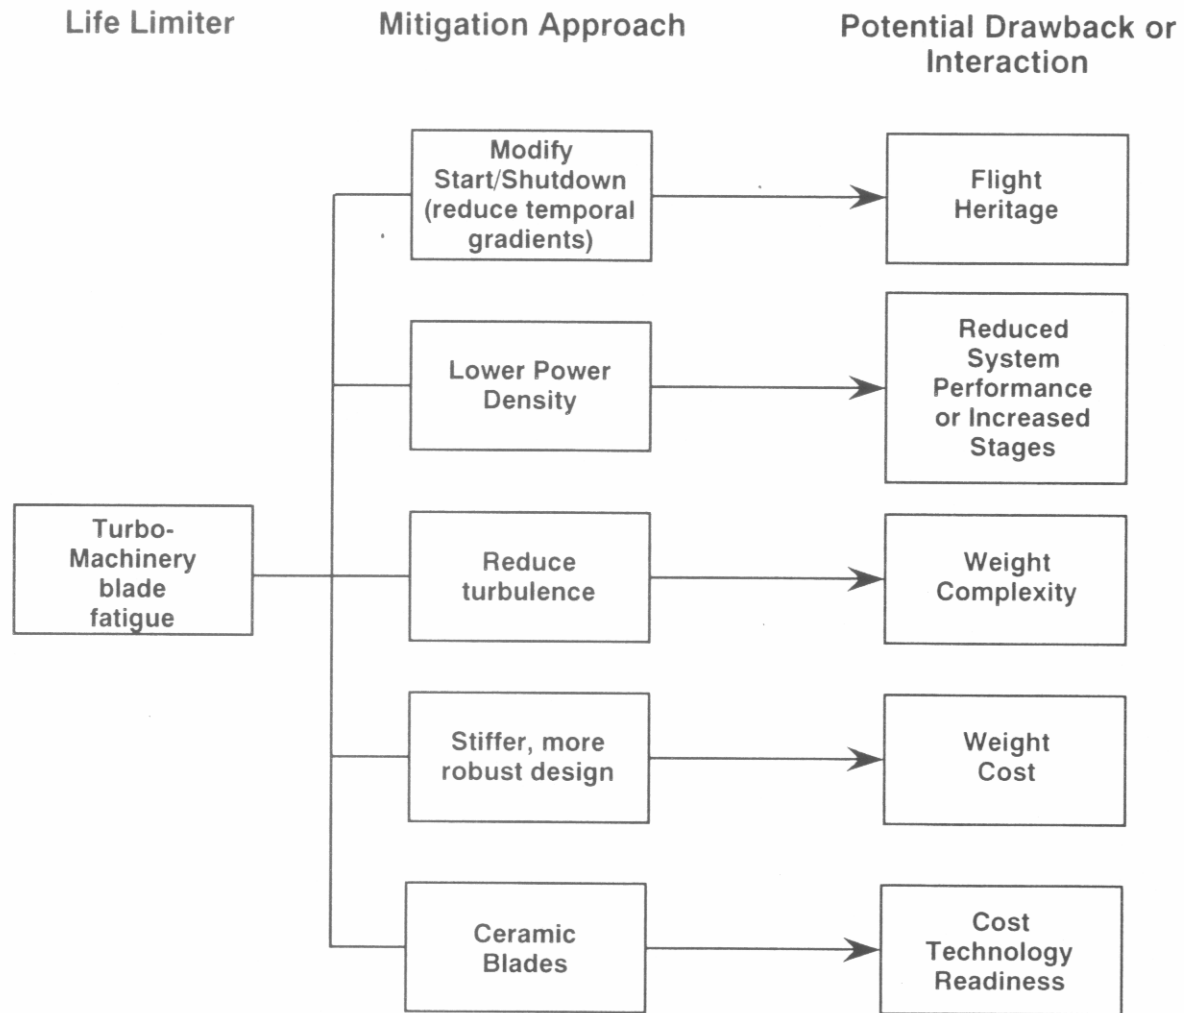 Life Limiter
Mitigation Approach
Potential Drawback or
Interaction
Modify
Start/Shutdown
(reduce temporal
gradients)
Flight
Heritage
Lower Power
Density
Reduced
System
Performance
or Increased
Stages
Turbo-
Machinery
blade
fatigue
Reduce
turbulence
Weight
Complexity
Stiffer, more
robust design
Weight
Cost
Ceramic
Blades
Cost
Technology
Readiness